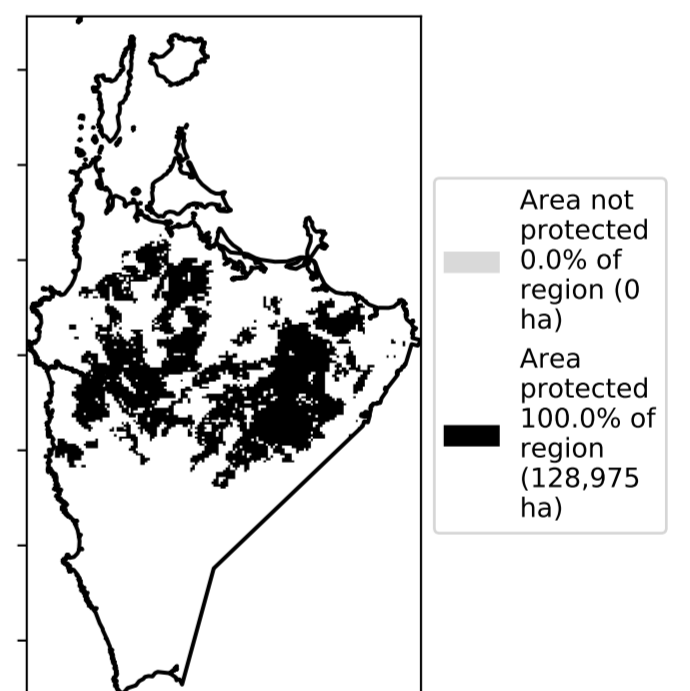 Area not
protected
0.0% of
region (0
ha)
Area
protected
100.0% of
region
(128,975
ha)